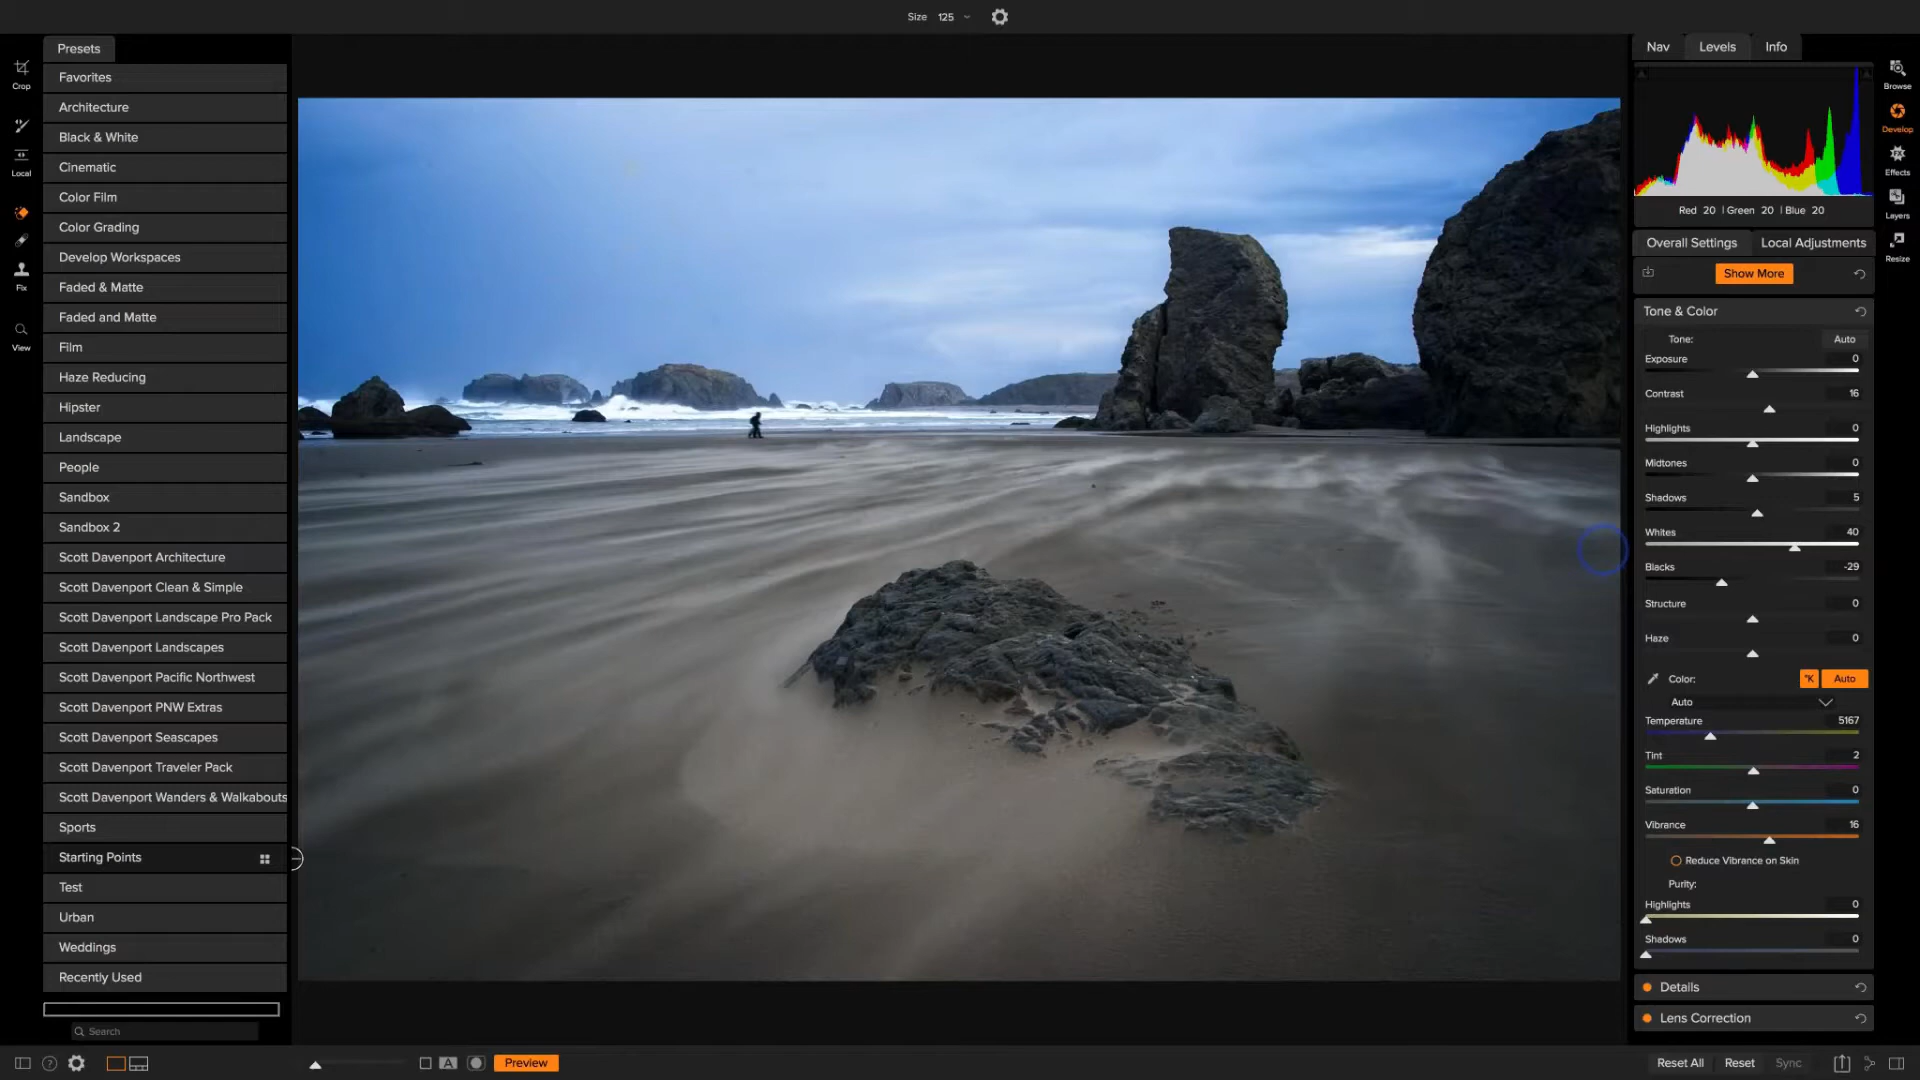 Size 125
Presets
Favorites
Architecture
Black & White
Cinematic
Color Film
Color Grading
Develop Workspaces
Faded & Matte
Faded and Matte
Film
Haze Reducing
Hipster
Landscape
People
Sandbox
Sandbox 2
Scott Davenport Architecture
Scott Davenport Clean & Simple
Scott Davenport Landscape Pro Pack
Scott Davenport Landscapes
Scott Davenport Pacific Northwest
Scott Davenport PNW Extras
Scott Davenport Seascapes
Scott Davenport Traveler Pack
Scott Davenport Wanders & Walkabouts
Sports
Starting Points
Test
Urban
Weddings
Recently Used
Search
Crop
Local
Fix
View
Nav Levels Info
Red 20 | Green 20 | Blue 20
Overall Settings Local Adjustments
Show More
Tone & Color
Tone: Auto
Exposure 0
Contrast 16
Highlights 0
Midtones 0
Shadows 5
Whites 40
Blacks -29
Structure 0
Haze 0
Color: °K Auto
Auto
Temperature 5167
Tint 2
Saturation 0
Vibrance 16
Reduce Vibrance on Skin
Purity:
Highlights 0
Shadows 0
Details
Lens Correction
Browse
Develop
FX
Effects
Layers
Resize
? A Preview
Reset All Reset Sync